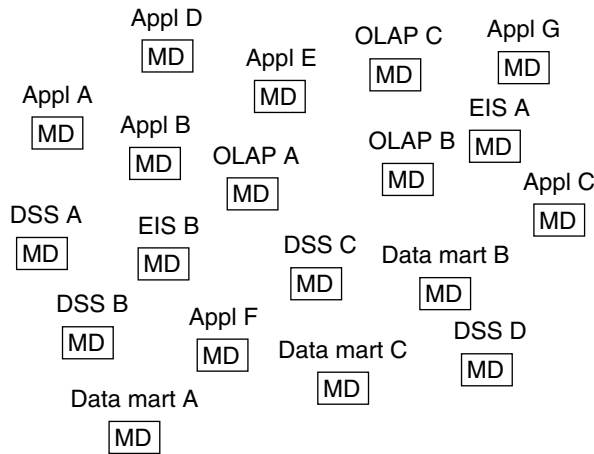 Appl D
MD
Appl E
MD
OLAP C
MD
Appl G
MD
Appl A
MD
Appl B
MD
OLAP A
MD
OLAP B
MD
EIS A
MD
Appl C
MD
DSS A
MD
EIS B
MD
DSS C
MD
Data mart B
MD
DSS B
MD
Appl F
MD
Data mart C
MD
DSS D
MD
Data mart A
MD